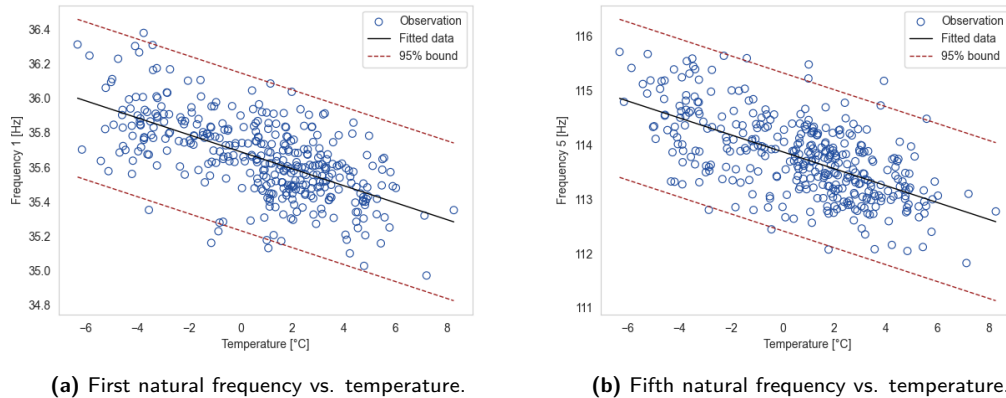 36.4
36.2
36.0
35.8
35.6
35.4
35.2
35.0
34.8
Frequency 1 [Hz]
Observation
Fitted data
95% bound
−6 −4 −2 0 2 4 6 8
Temperature [°C]
(a) First natural frequency vs. temperature.
116
115
114
113
112
111
Frequency 5 [Hz]
Observation
Fitted data
95% bound
−6 −4 −2 0 2 4 6 8
Temperature [°C]
(b) Fifth natural frequency vs. temperature.